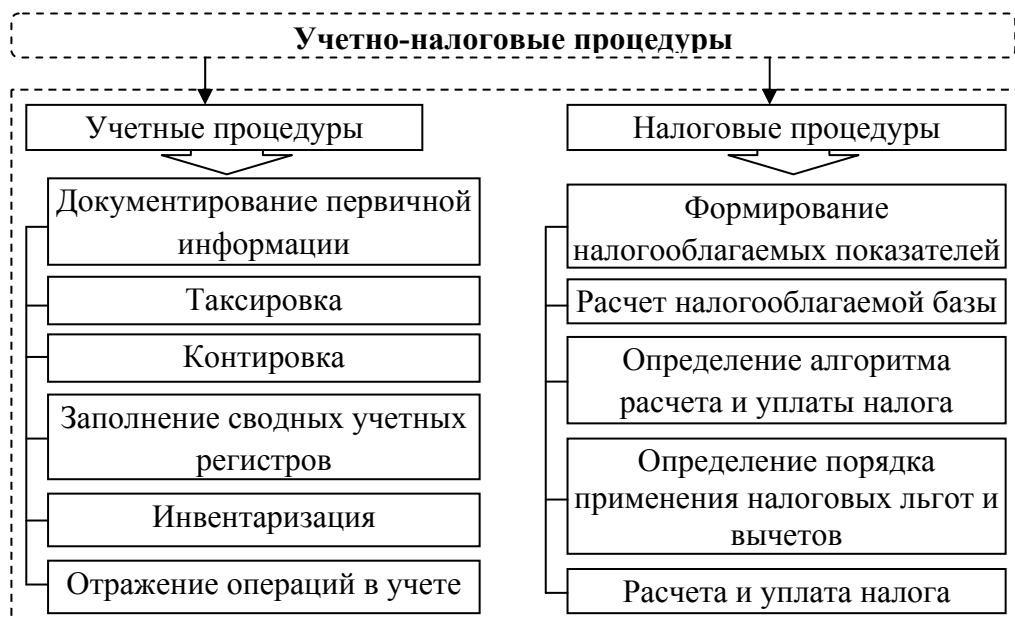 Учетно-налоговые процедуры
Учетные процедуры
Документирование первичной
информации
Таксировка
Контировка
Заполнение сводных учетных
регистров
Инвентаризация
Отражение операций в учете
Налоговые процедуры
Формирование
налогооблагаемых показателей
Расчет налогооблагаемой базы
Определение алгоритма
расчета и уплаты налога
Определение порядка
применения налоговых льгот и
вычетов
Расчета и уплата налога